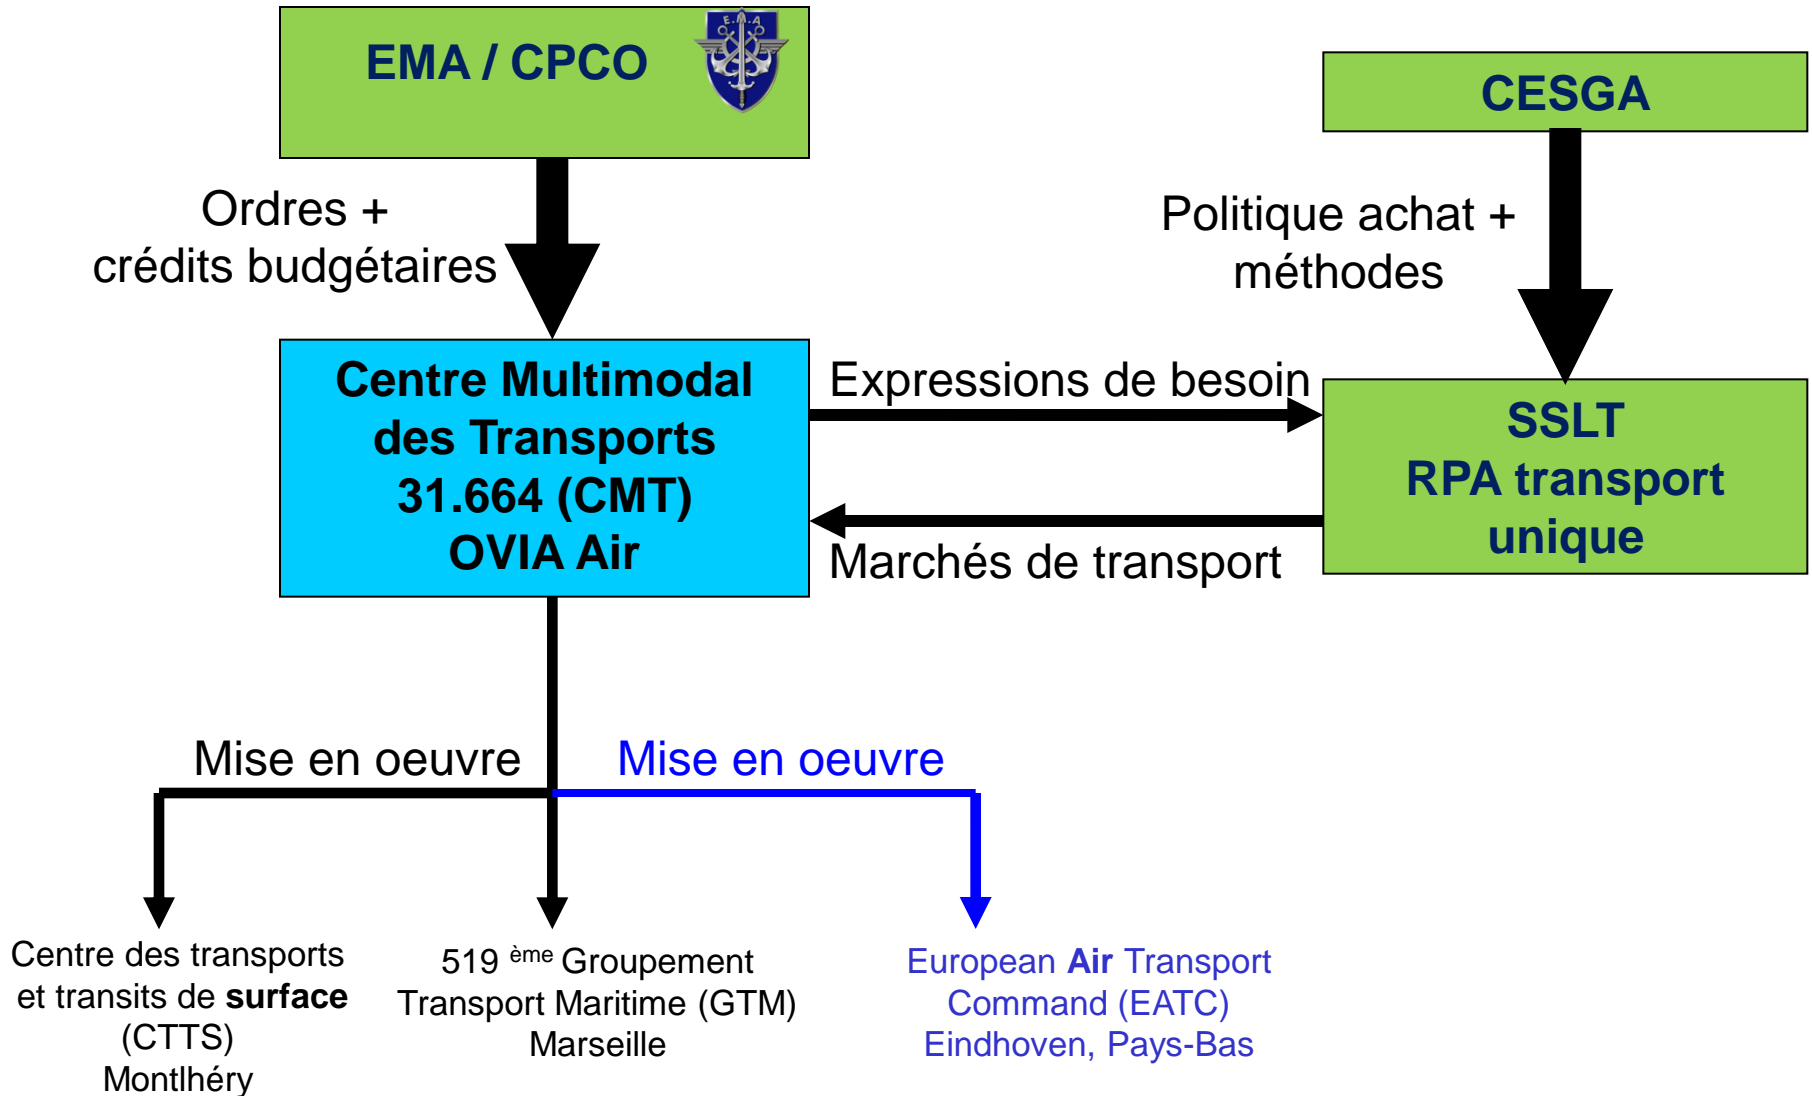 E.M.A
EMA / CPCO
CESGA
Ordres +
crédits budgétaires
Politique achat +
méthodes
Centre Multimodal
des Transports
31.664 (CMT)
OVIA Air
Expressions de besoin
Marchés de transport
SSLT
RPA transport
unique
Mise en oeuvre
Mise en oeuvre
Centre des transports
et transits de surface
(CTTS)
Montlhéry
519 ème Groupement
Transport Maritime (GTM)
Marseille
European Air Transport
Command (EATC)
Eindhoven, Pays-Bas